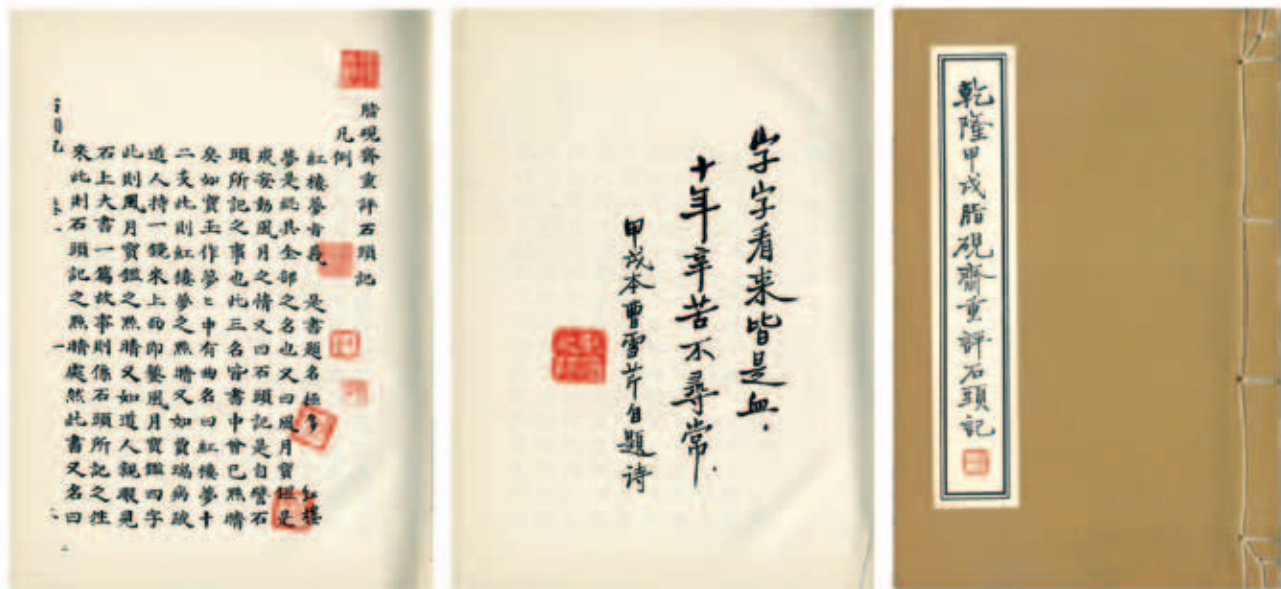 脂硯齋重評石頭記
凡例
紅樓夢旨義 是書題名極多 紅樓
夢是総其全部之名也又曰風月寶鑑是
戒妄動風月之情又曰石頭記是自譬石
頭所記之事也此三名皆書中曾已㸃睛
矣如寶玉作夢〻中有曲名曰紅樓夢十
二支此則紅樓夢之㸃睛又如賈瑞病跛
道人持一鏡来上面即鏨風月寶鑑四字
此則風月寶鑑之㸃睛又如道人親眼見
石上大書一篇故事則係石頭所記之徃
来此則石頭記之㸃睛處然此書又名曰
字字看来皆是血.
十年辛苦不尋常.
甲戌本曹雪芹自題诗
乾隆甲戌脂硯齋重評石頭記